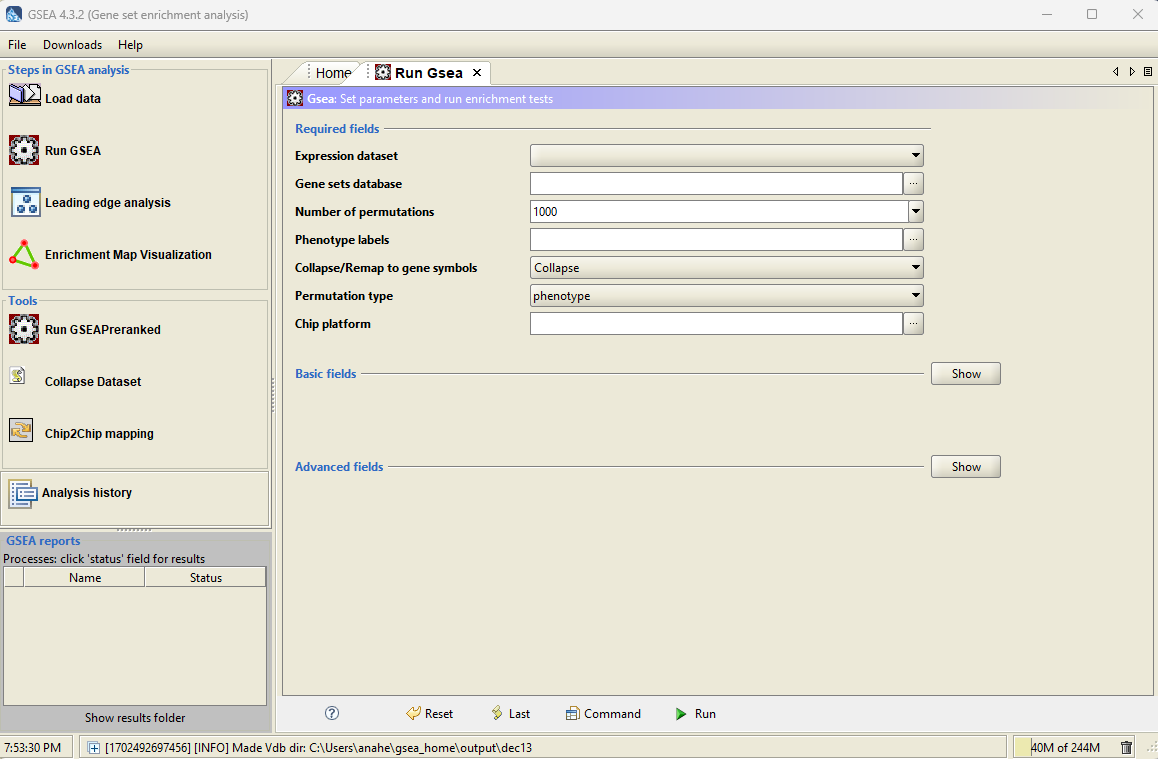 GSEA 4.3.2 (Gene set enrichment analysis)
File Downloads Help
Steps in GSEA analysis
Load data
Run GSEA
Leading edge analysis
Enrichment Map Visualization
Tools
Run GSEAPreranked
Collapse Dataset
Chip2Chip mapping
Analysis history
GSEA reports
Processes: click 'status' field for results
Name Status
Show results folder
Home Run Gsea
Gsea: Set parameters and run enrichment tests
Required fields
Expression dataset
Gene sets database ...
Number of permutations 1000
Phenotype labels ...
Collapse/Remap to gene symbols Collapse
Permutation type phenotype
Chip platform ...
Basic fields Show
Advanced fields Show
? Reset Last Command Run
7:53:30 PM [1702492697456] [INFO] Made Vdb dir: C:\Users\anahe\gsea_home\output\dec13 40M of 244M